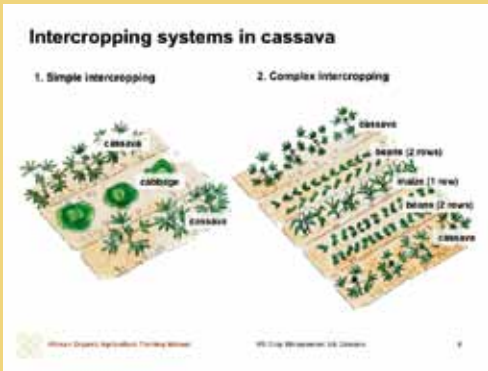 Intercropping systems in cassava
1. Simple intercropping
2. Complex intercropping
cassava
cabbage
cassava
cassava
beans (2 rows)
maize (1 row)
beans (2 rows)
cassava
African Organic Agriculture Training Manual